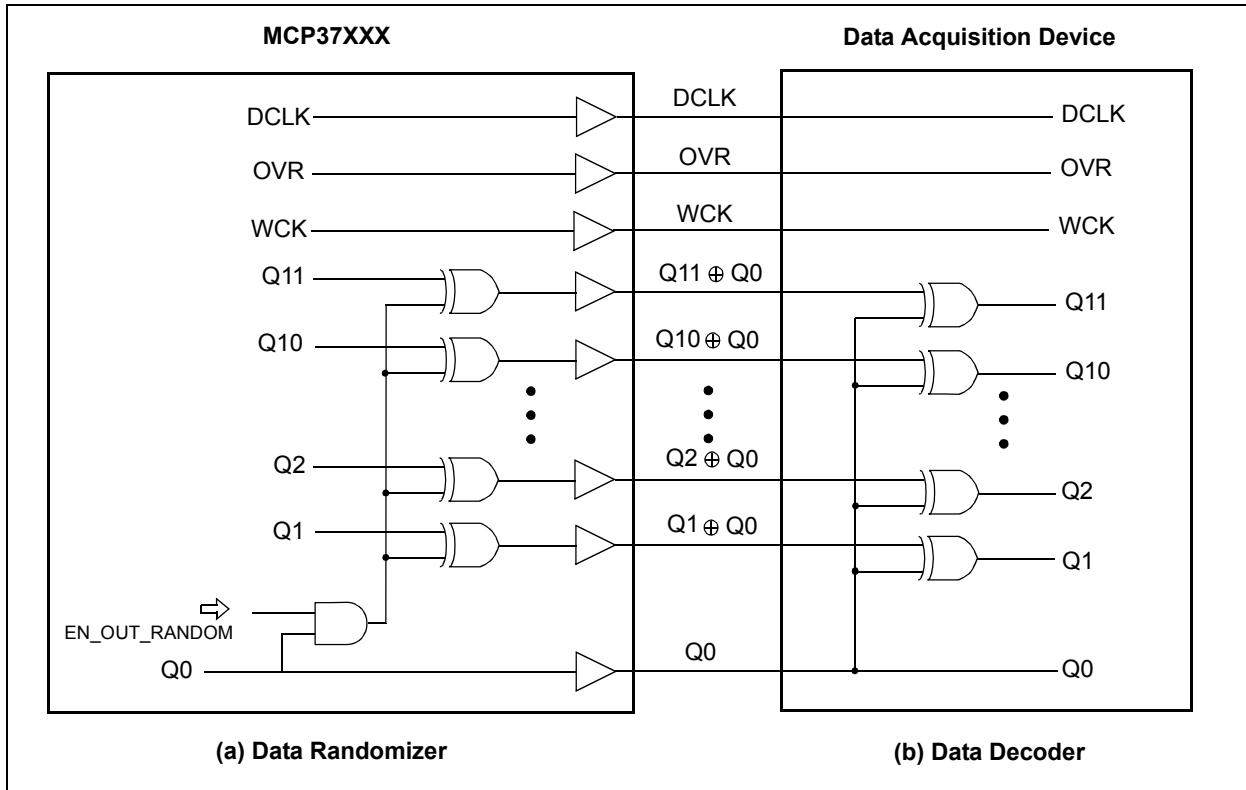 MCP37XXX Data Acquisition Device
DCLK DCLK DCLK
OVR OVR OVR
WCK WCK WCK
Q11 Q11 ⊕ Q0 Q11
Q10 Q10 ⊕ Q0 Q10
Q2 Q2 ⊕ Q0 Q2
Q1 Q1 ⊕ Q0 Q1
EN_OUT_RANDOM
Q0 Q0 Q0
(a) Data Randomizer (b) Data Decoder